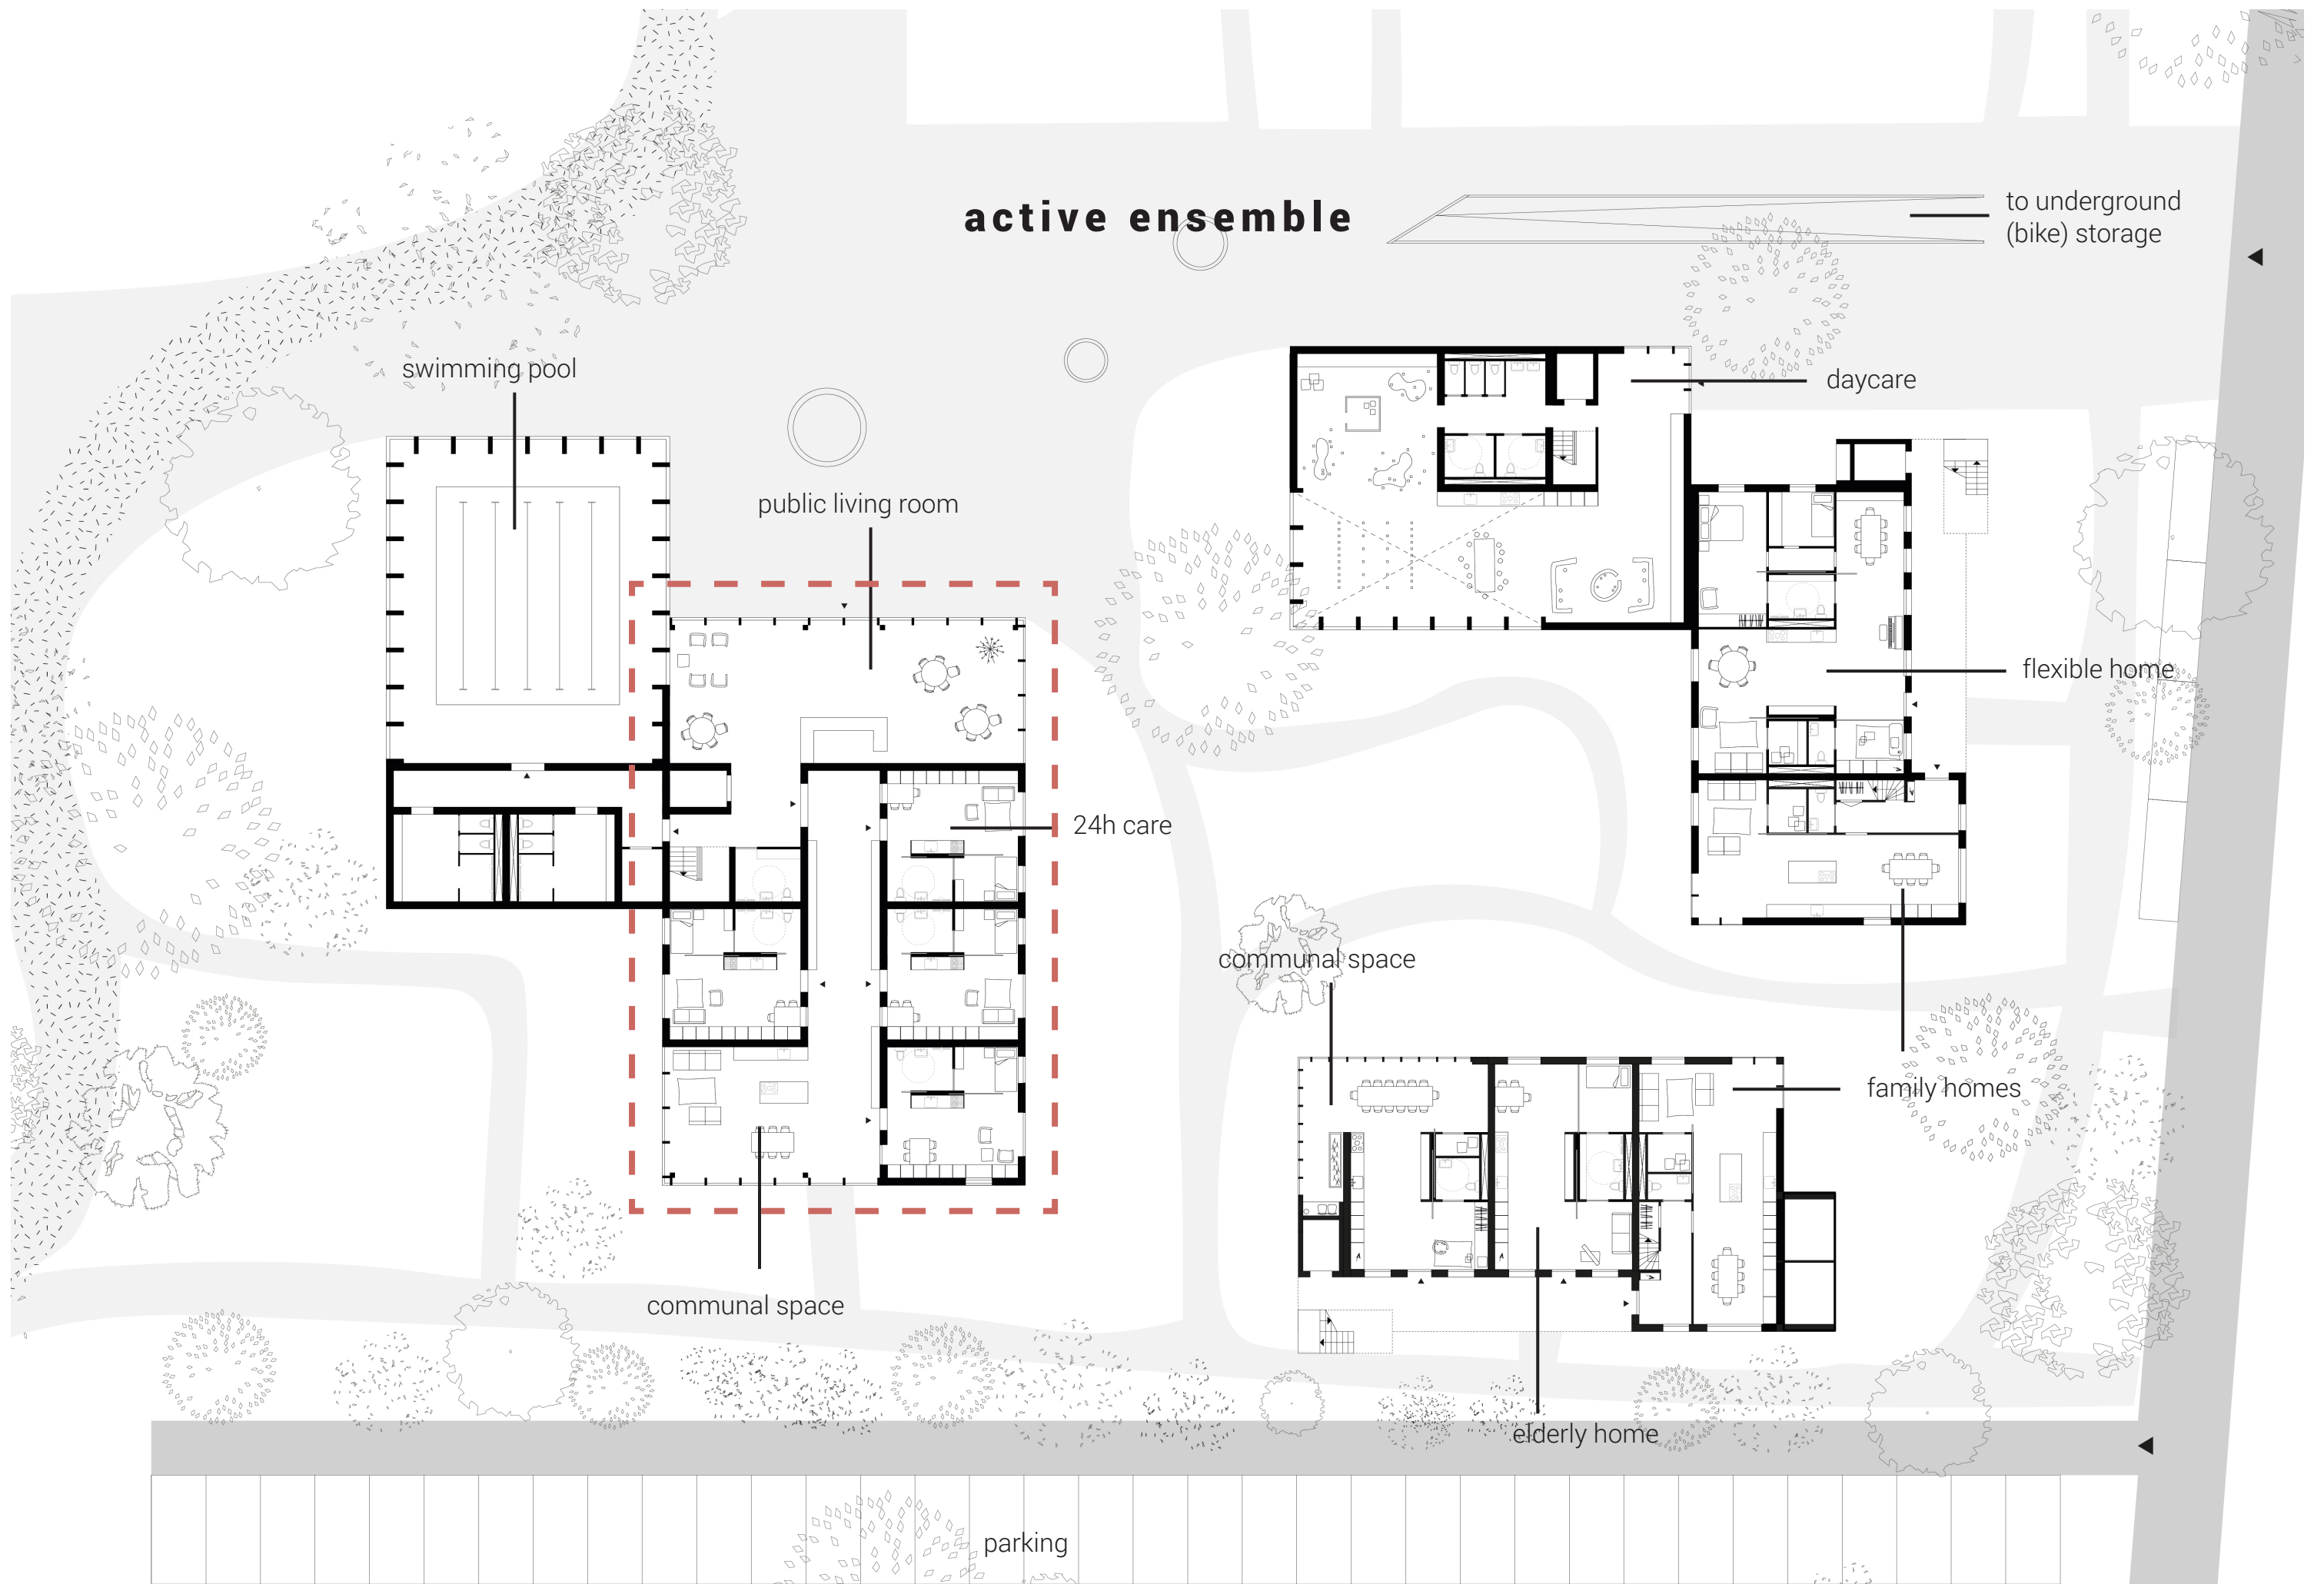 active ensemble
to underground
(bike) storage
swimming pool
daycare
public living room
flexible home
24h care
communal space
family homes
communal space
elderly home
parking